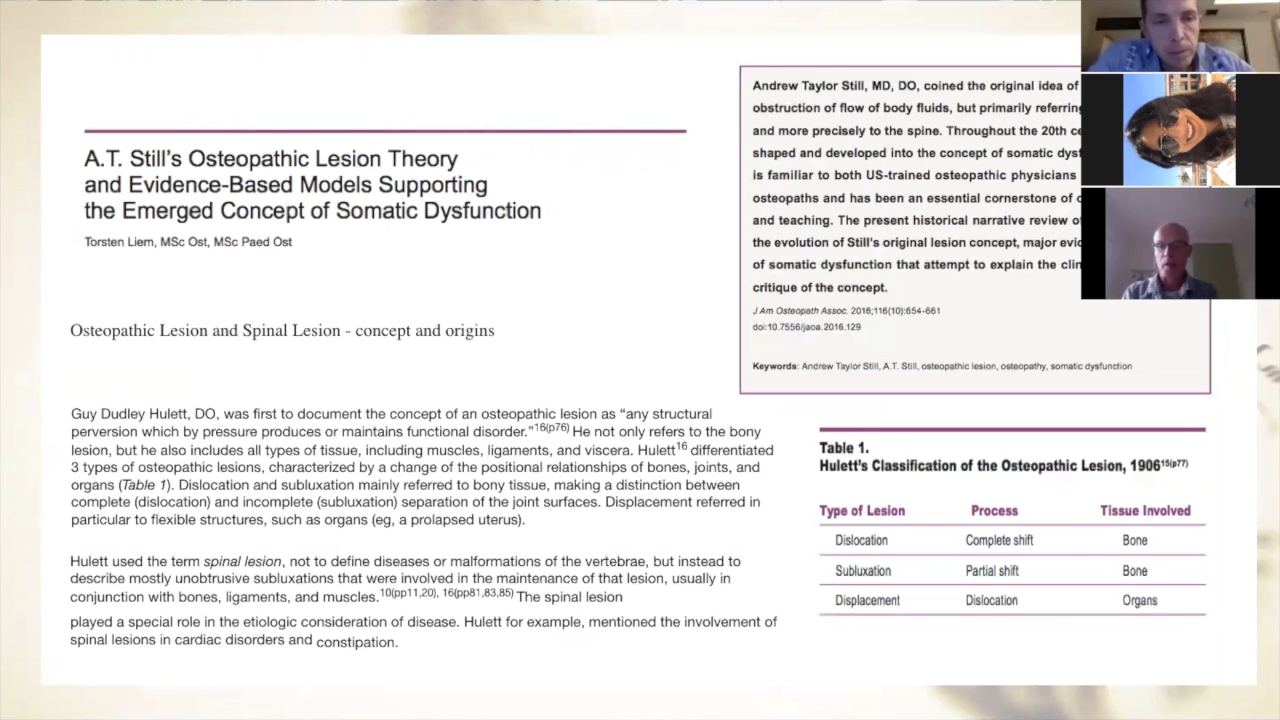 A.T. Still's Osteopathic Lesion Theory
and Evidence-Based Models Supporting
the Emerged Concept of Somatic Dysfunction
Torsten Liem, MSc Ost, MSc Paed Ost
Osteopathic Lesion and Spinal Lesion - concept and origins
Guy Dudley Hulett, DO, was first to document the concept of an osteopathic lesion as “any structural
perversion which by pressure produces or maintains functional disorder.”16(p76) He not only refers to the bony
lesion, but he also includes all types of tissue, including muscles, ligaments, and viscera. Hulett16 differentiated
3 types of osteopathic lesions, characterized by a change of the positional relationships of bones, joints, and
organs (Table 1). Dislocation and subluxation mainly referred to bony tissue, making a distinction between
complete (dislocation) and incomplete (subluxation) separation of the joint surfaces. Displacement referred in
particular to flexible structures, such as organs (eg, a prolapsed uterus).
Hulett used the term spinal lesion, not to define diseases or malformations of the vertebrae, but instead to
describe mostly unobtrusive subluxations that were involved in the maintenance of that lesion, usually in
conjunction with bones, ligaments, and muscles.10(pp11,20), 16(pp81,83,85) The spinal lesion
played a special role in the etiologic consideration of disease. Hulett for example, mentioned the involvement of
spinal lesions in cardiac disorders and constipation.
Andrew Taylor Still, MD, DO, coined the original idea of
obstruction of flow of body fluids, but primarily referring
and more precisely to the spine. Throughout the 20th
shaped and developed into the concept of somatic
is familiar to both US-trained osteopathic physicians
osteopaths and has been an essential cornerstone of
and teaching. The present historical narrative review
the evolution of Still's original lesion concept, major
of somatic dysfunction that attempt to explain the
critique of the concept.
J Am Osteopath Assoc. 2016;116(10):654-661
doi:10.7556/jaoa.2016.129
Keywords: Andrew Taylor Still, A.T. Still, osteopathic lesion, osteopathy, somatic dysfunction
Table 1.
Hulett's Classification of the Osteopathic Lesion, 190615(p77)
Type of Lesion Process Tissue Involved
Dislocation Complete shift Bone
Subluxation Partial shift Bone
Displacement Dislocation Organs